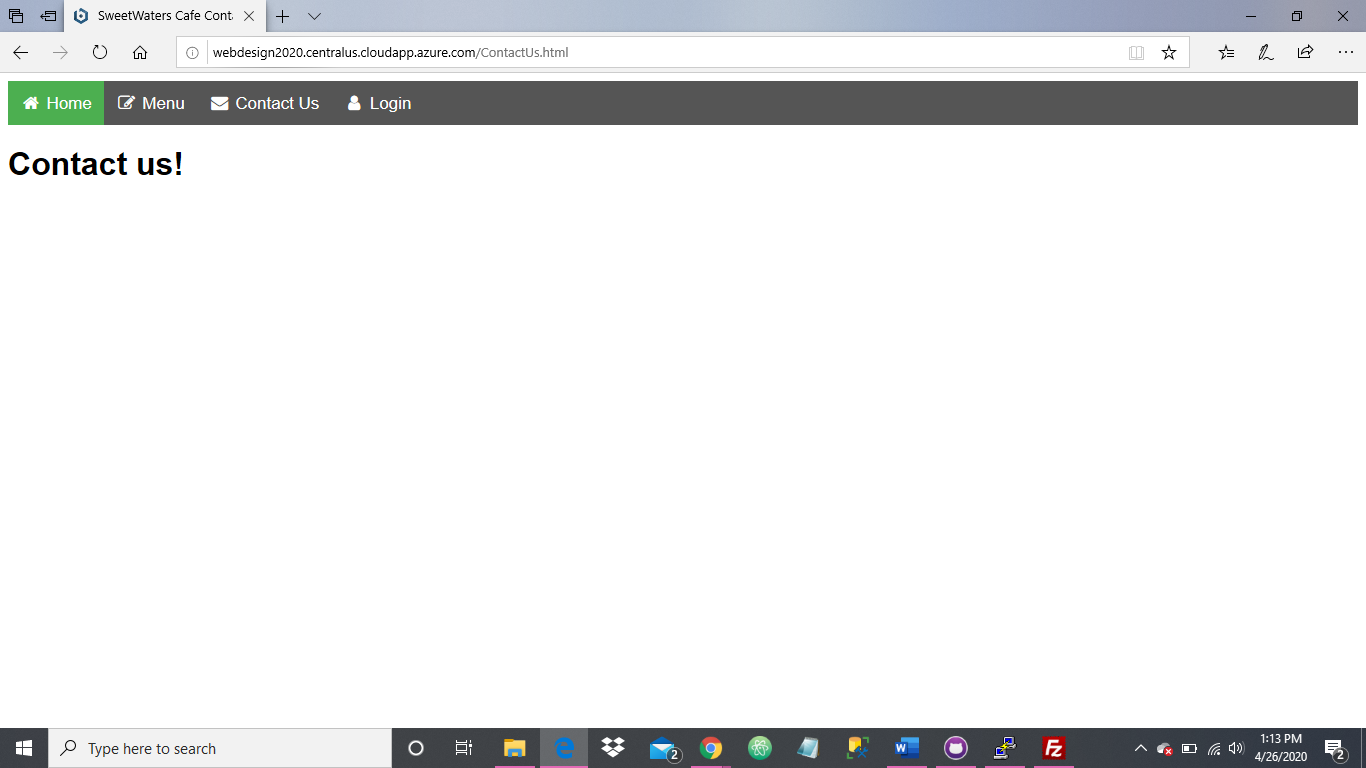 SweetWaters Cafe Cont
webdesign2020.centralus.cloudapp.azure.com/ContactUs.html
Home Menu Contact Us Login
Contact us!
Type here to search
2
Fz
1:13 PM
4/26/2020
2